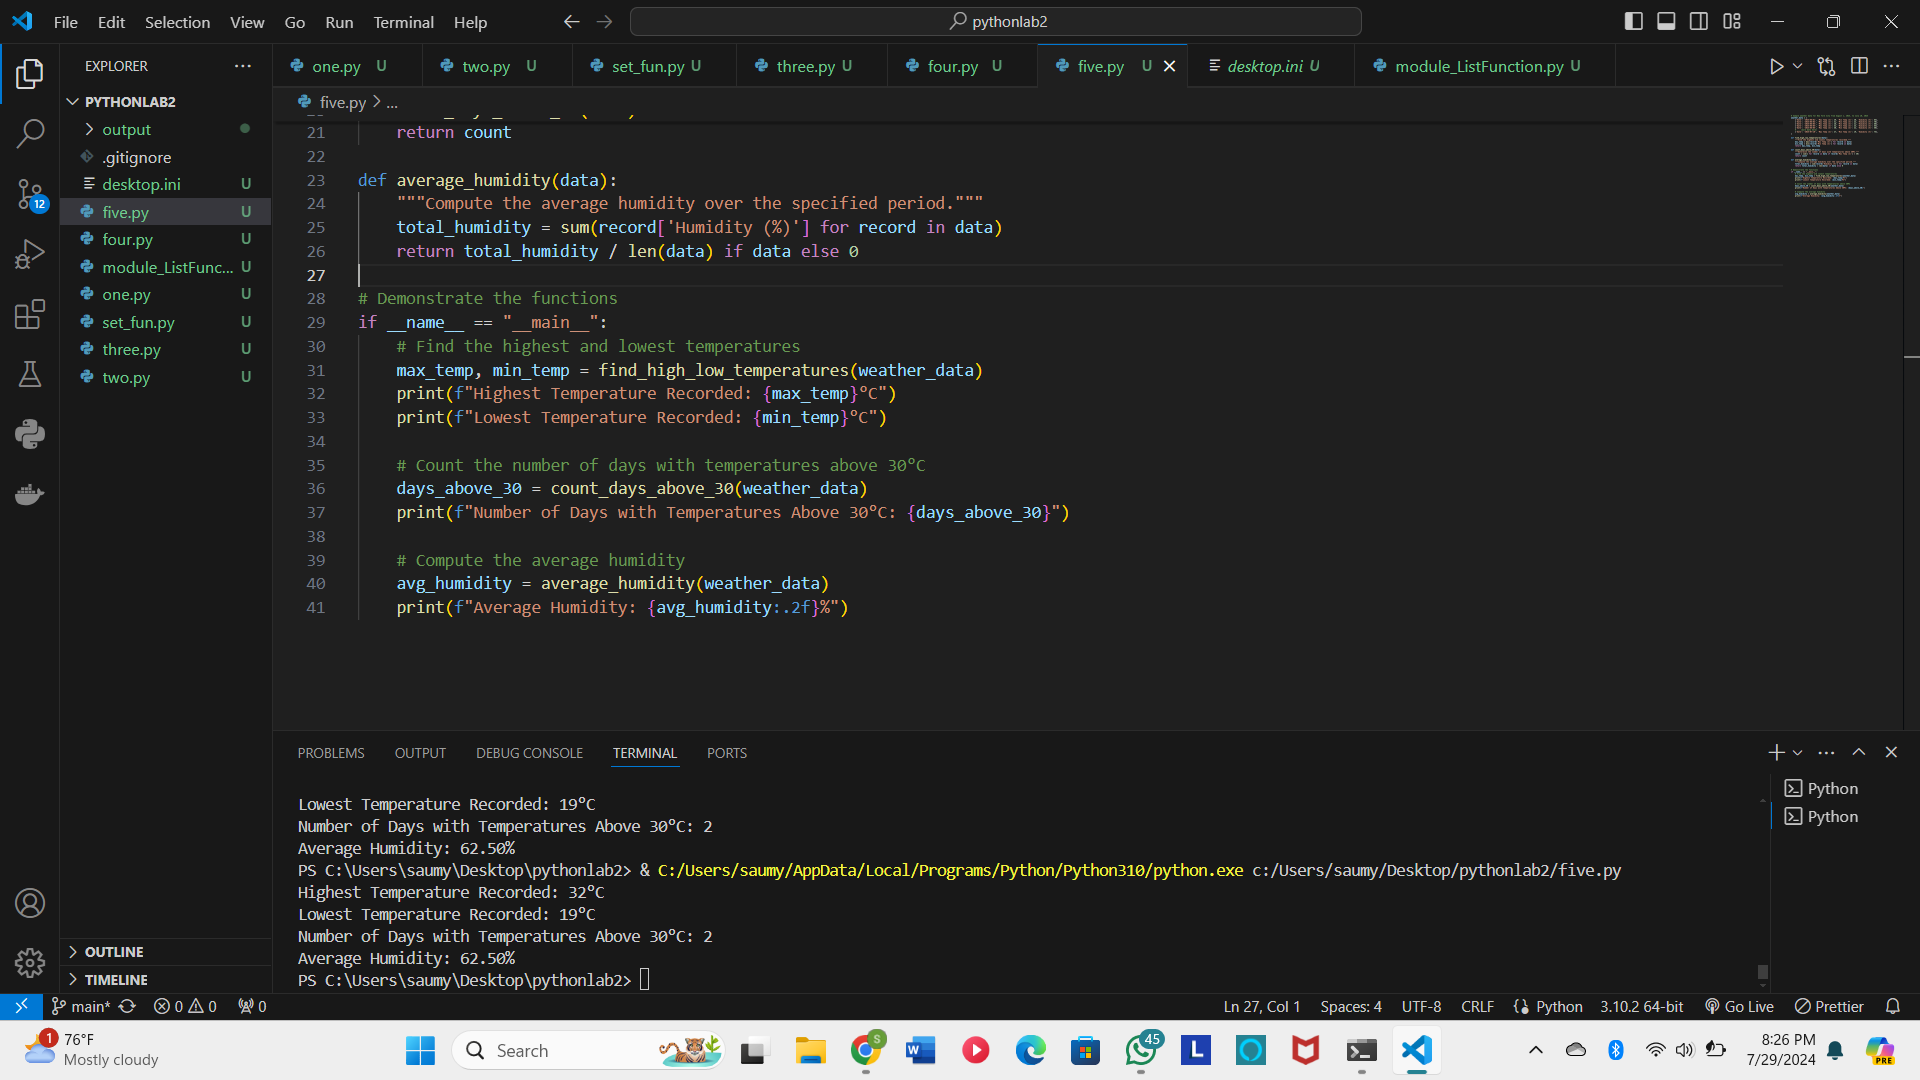 File Edit Selection View Go Run Terminal Help
pythonlab2
EXPLORER
one.py U
two.py U
set_fun.py U
three.py U
four.py U
five.py U
desktop.ini U
module_ListFunction.py U
five.py > ...
PYTHONLAB2
output
.gitignore
desktop.ini U
five.py U
four.py U
module_ListFunc... U
one.py U
set_fun.py U
three.py U
two.py U
12
21 return count
22
23 def average_humidity(data):
24 """Compute the average humidity over the specified period."""
25 total_humidity = sum(record['Humidity (%)'] for record in data)
26 return total_humidity / len(data) if data else 0
27
28 # Demonstrate the functions
29 if __name__ == "__main__":
30 # Find the highest and lowest temperatures
31 max_temp, min_temp = find_high_low_temperatures(weather_data)
32 print(f"Highest Temperature Recorded: {max_temp}°C")
33 print(f"Lowest Temperature Recorded: {min_temp}°C")
34
35 # Count the number of days with temperatures above 30°C
36 days_above_30 = count_days_above_30(weather_data)
37 print(f"Number of Days with Temperatures Above 30°C: {days_above_30}")
38
39 # Compute the average humidity
40 avg_humidity = average_humidity(weather_data)
41 print(f"Average Humidity: {avg_humidity:.2f}%")
PROBLEMS OUTPUT DEBUG CONSOLE TERMINAL PORTS
Lowest Temperature Recorded: 19°C
Number of Days with Temperatures Above 30°C: 2
Average Humidity: 62.50%
PS C:\Users\saumy\Desktop\pythonlab2> & C:/Users/saumy/AppData/Local/Programs/Python/Python310/python.exe c:/Users/saumy/Desktop/pythonlab2/five.py
Highest Temperature Recorded: 32°C
Lowest Temperature Recorded: 19°C
Number of Days with Temperatures Above 30°C: 2
Average Humidity: 62.50%
PS C:\Users\saumy\Desktop\pythonlab2>
Python
Python
OUTLINE
TIMELINE
main* 0 0 0
Ln 27, Col 1 Spaces: 4 UTF-8 CRLF Python 3.10.2 64-bit Go Live Prettier
1
76°F
Mostly cloudy
Search
S
45
L
PRE
8:26 PM
7/29/2024